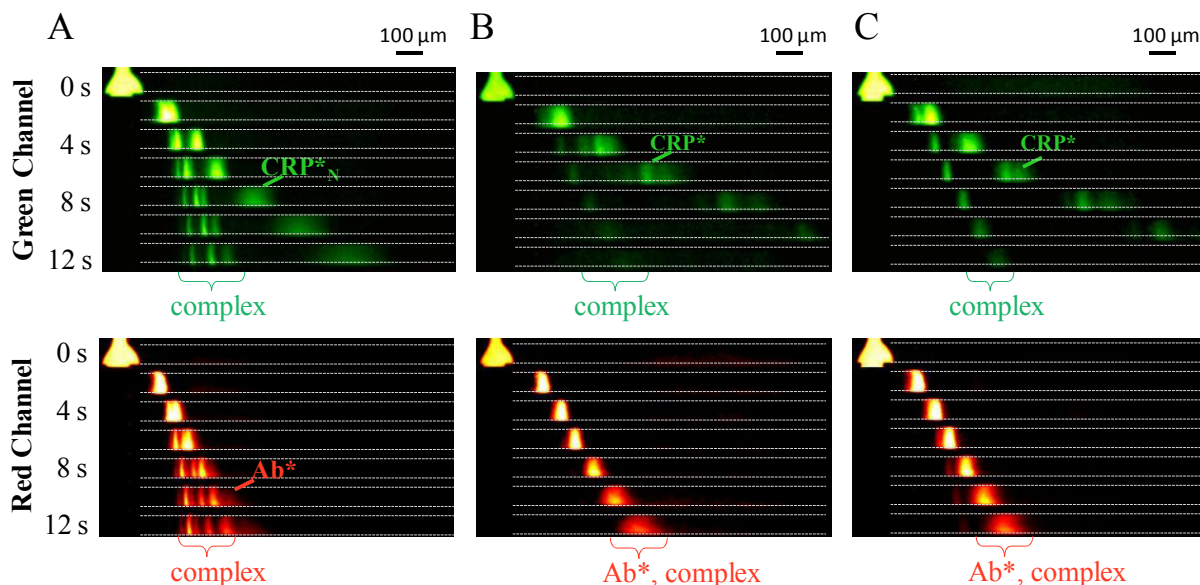 A
100 µm
B
100 µm
C
100 µm
Green Channel
0 s
4 s
8 s
12 s
CRP*N
CRP*
CRP*
complex
complex
complex
Red Channel
0 s
4 s
8 s
12 s
Ab*
complex
Ab*, complex
Ab*, complex